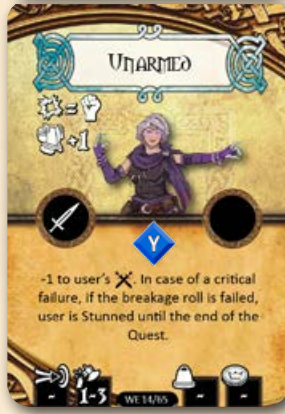 UNARMED
=
+1
Y
-1 to user's . In case of a critical
failure, if the breakage roll is failed,
user is Stunned until the end of the
Quest.
- 1-3 WE 14/65 - -